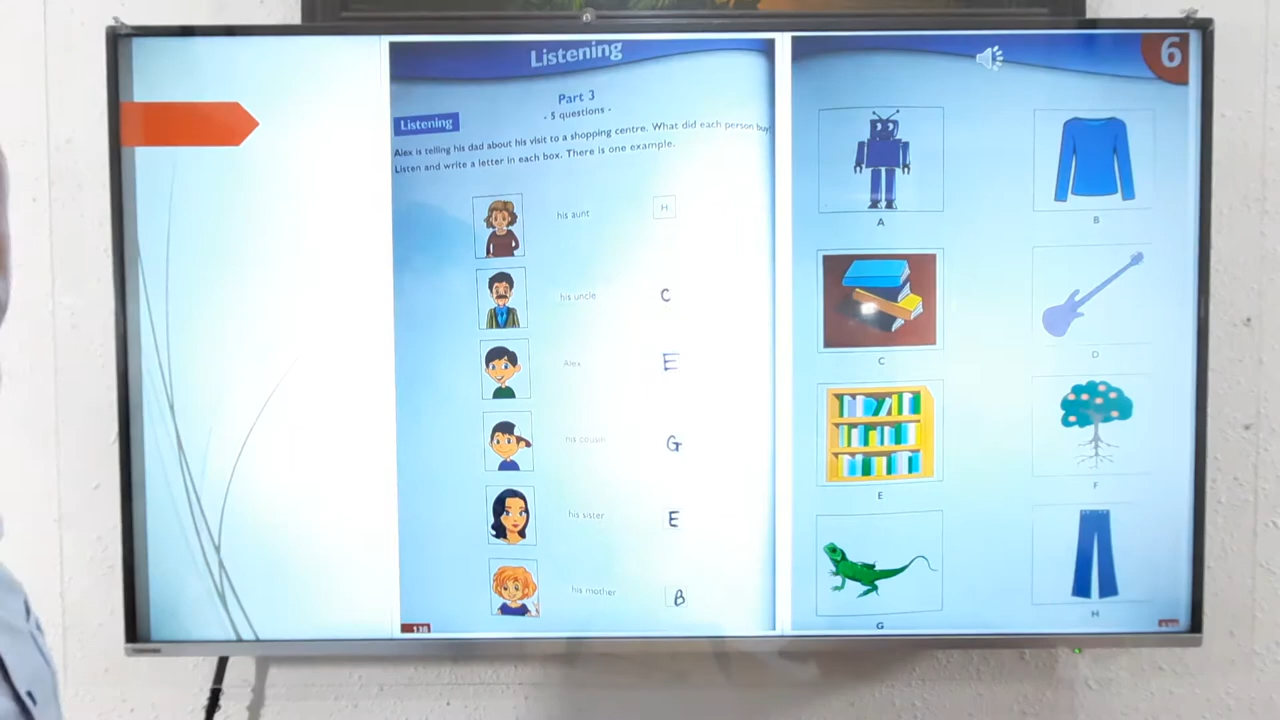 Listening
Part 3
- 5 questions -
Listening
Alex is telling his dad about his visit to a shopping centre. What did each person buy
Listen and write a letter in each box. There is one example.
his aunt H
his uncle C
Alex E
his cousin G
his sister E
his mother B
138
6
A
B
C
D
E
F
G
H
TOSHIBA